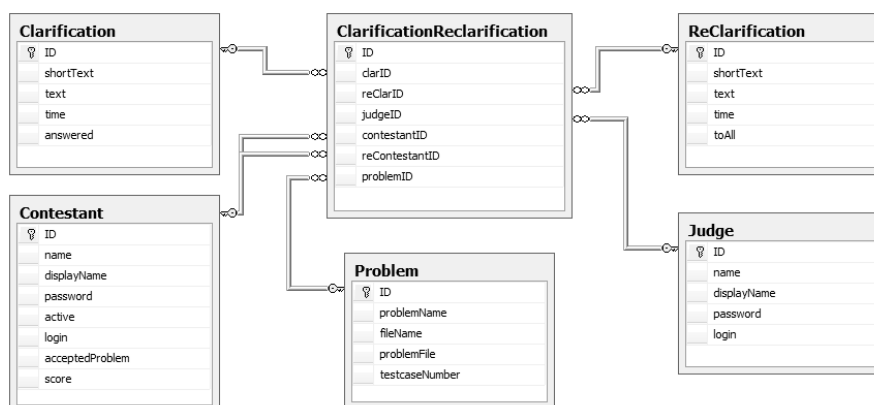 Clarification
ID
shortText
text
time
answered
ClarificationReclarification
ID
clarID
reClarID
judgeID
contestantID
reContestantID
problemID
ReClarification
ID
shortText
text
time
toAll
Contestant
ID
name
displayName
password
active
login
acceptedProblem
score
Problem
ID
problemName
fileName
problemFile
testcaseNumber
Judge
ID
name
displayName
password
login